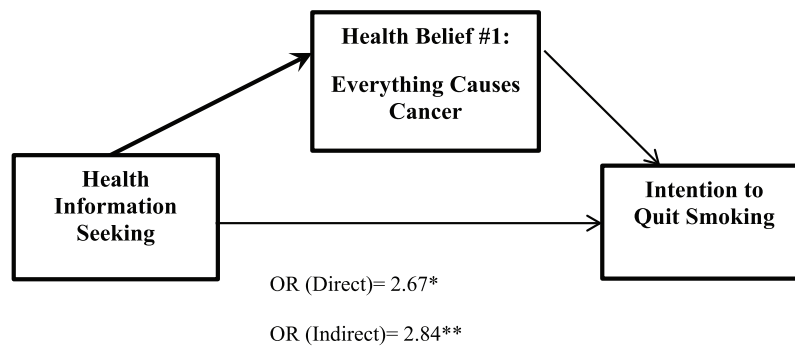 Health Belief #1:
Everything Causes
Cancer
Health
Information
Seeking
Intention to
Quit Smoking
OR (Direct)= 2.67*
OR (Indirect)= 2.84**